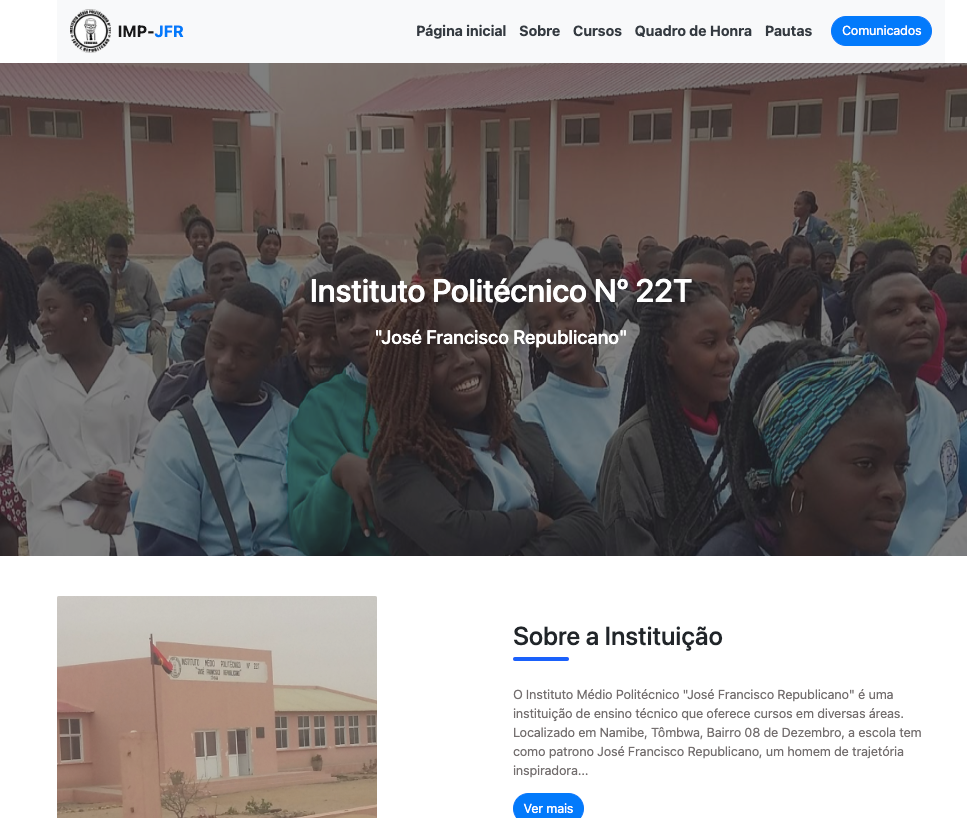 IMP-JFR
Página inicial
Sobre
Cursos
Quadro de Honra
Pautas
Comunicados
Instituto Politécnico Nº 22T
"José Francisco Republicano"
INSTITUTO MÉDIO POLITÉCNICO Nº 22T
"JOSÉ FRANCISCO REPUBLICANO"
Sobre a Instituição
O Instituto Médio Politécnico "José Francisco Republicano" é uma
instituição de ensino técnico que oferece cursos em diversas áreas.
Localizado em Namibe, Tômbwa, Bairro 08 de Dezembro, a escola tem
como patrono José Francisco Republicano, um homem de trajetória
inspiradora...
Ver mais